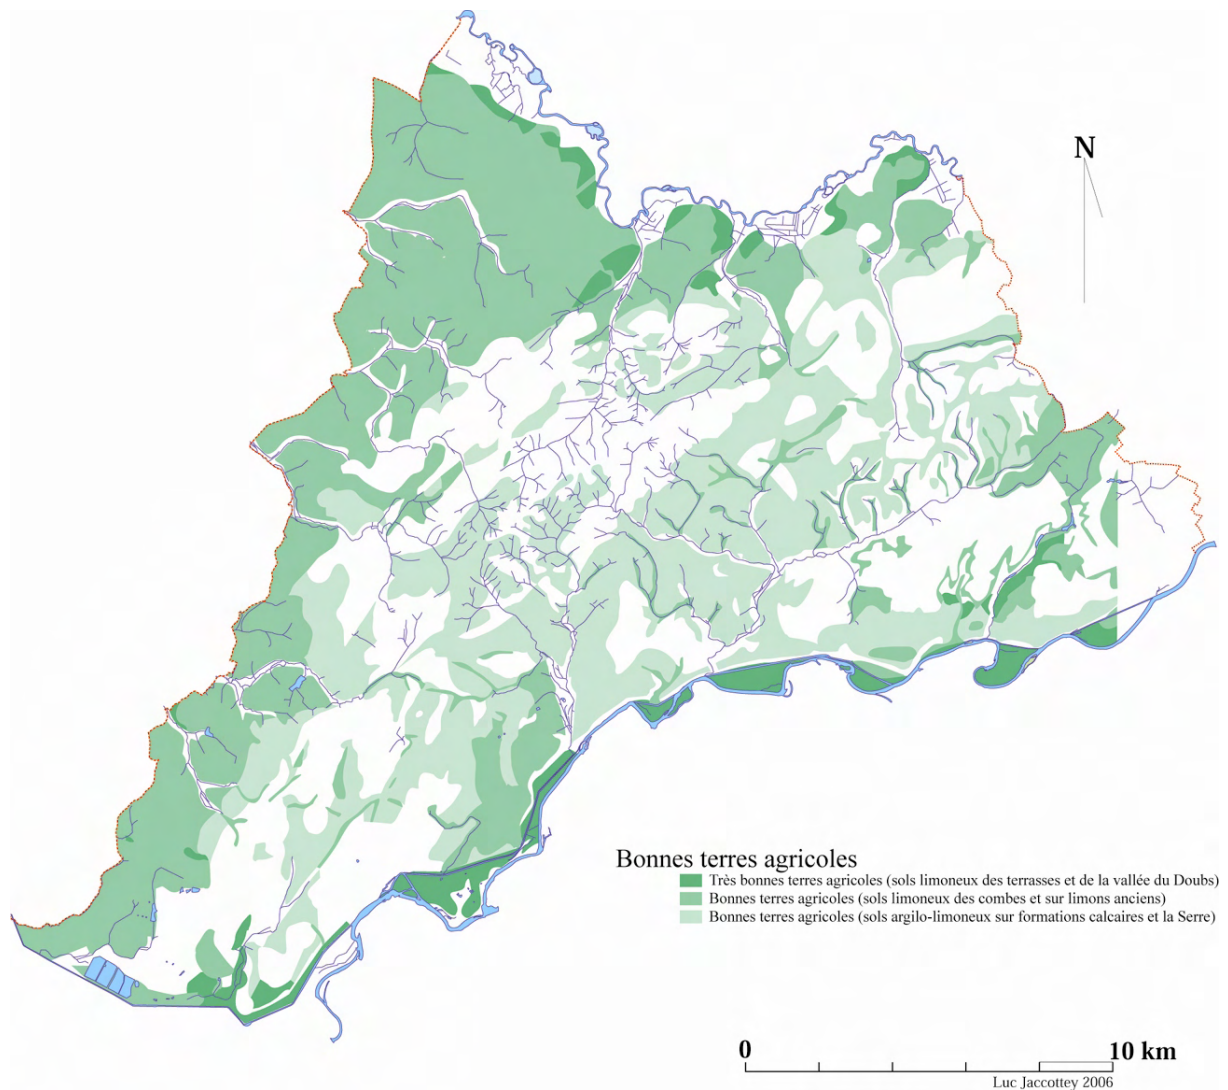 N
Bonnes terres agricoles
Très bonnes terres agricoles (sols limoneux des terrasses et de la vallée du Doubs)
Bonnes terres agricoles (sols limoneux des combes et sur limons anciens)
Bonnes terres agricoles (sols argilo-limoneux sur formations calcaires et la Serre)
0 10 km
Luc Jaccottey 2006